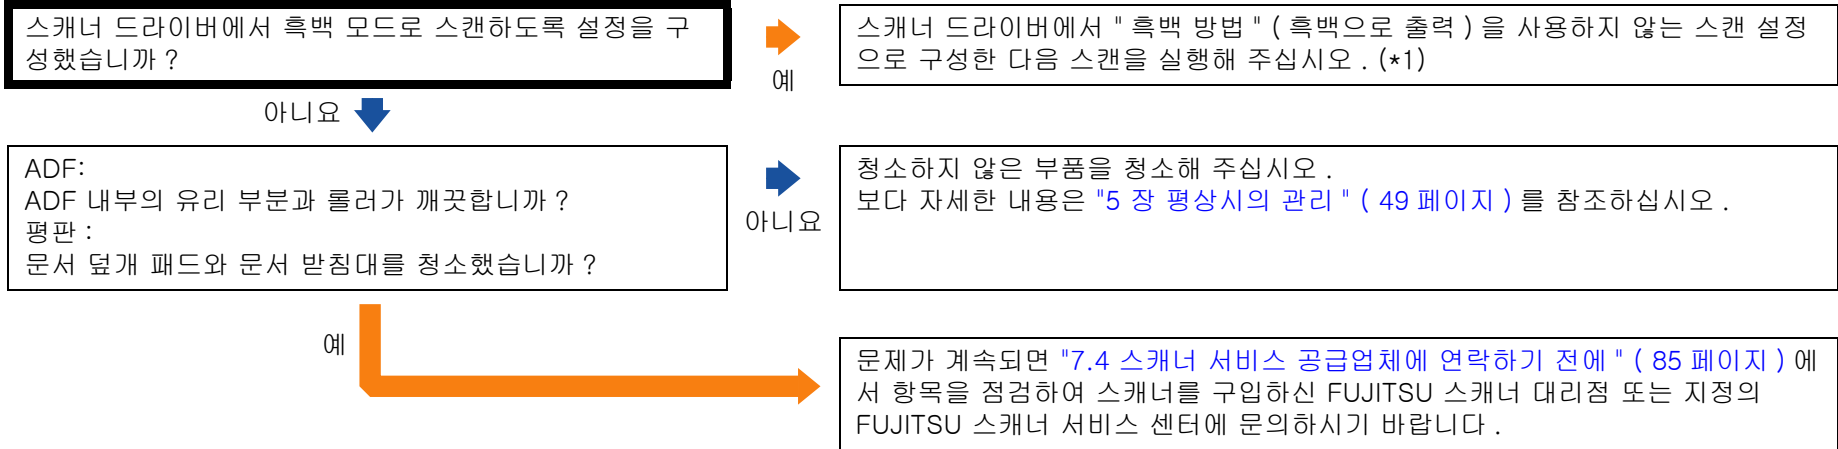 스캐너 드라이버에서 흑백 모드로 스캔하도록 설정을 구
성했습니까 ?
예
스캐너 드라이버에서 " 흑백 방법 " ( 흑백으로 출력 ) 을 사용하지 않는 스캔 설정
으로 구성한 다음 스캔을 실행해 주십시오 . (*1)
아니요
ADF:
ADF 내부의 유리 부분과 롤러가 깨끗합니까 ?
평판 :
문서 덮개 패드와 문서 받침대를 청소했습니까 ?
아니요
청소하지 않은 부품을 청소해 주십시오 .
보다 자세한 내용은 "5 장 평상시의 관리 " ( 49 페이지 ) 를 참조하십시오 .
예
문제가 계속되면 "7.4 스캐너 서비스 공급업체에 연락하기 전에 " ( 85 페이지 ) 에
서 항목을 점검하여 스캐너를 구입하신 FUJITSU 스캐너 대리점 또는 지정의
FUJITSU 스캐너 서비스 센터에 문의하시기 바랍니다 .